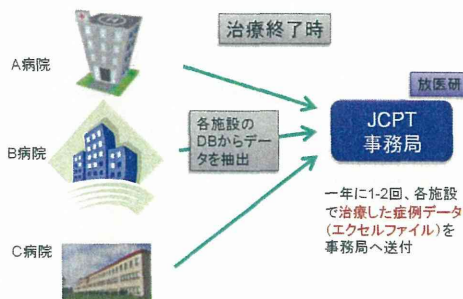 治療終了時
A病院
放医研
JCPT
事務局
各施設の
DBからデー
タを抽出
B病院
一年に1-2回、各施設
で治療した症例データ
(エクセルファイル)を
事務局へ送付
C病院